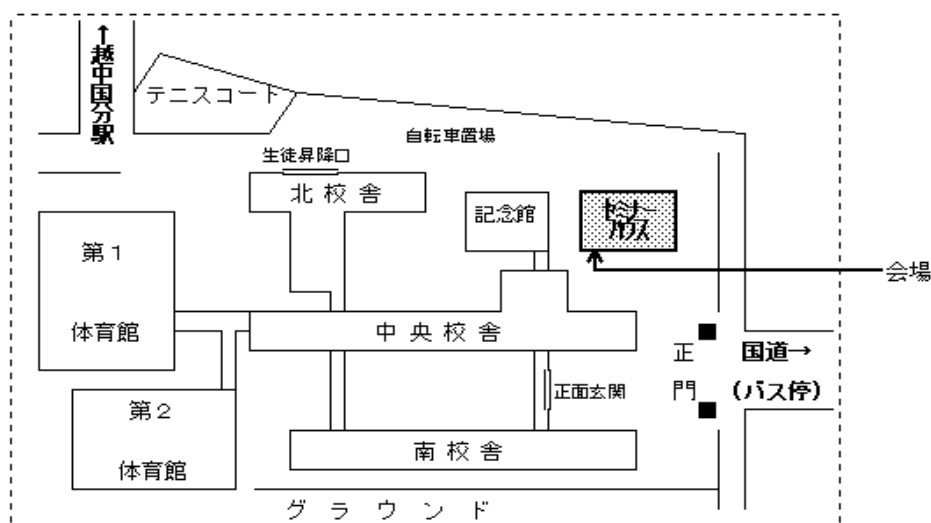 ↑越中国分駅
テニスコート
自転車置場
生徒昇降口
北校舎
記念館
セミナー
ハウス
会場
第1
体育館
中央校舎
正門
国道→
(バス停)
正面玄関
第2
体育館
南校舎
グラウンド